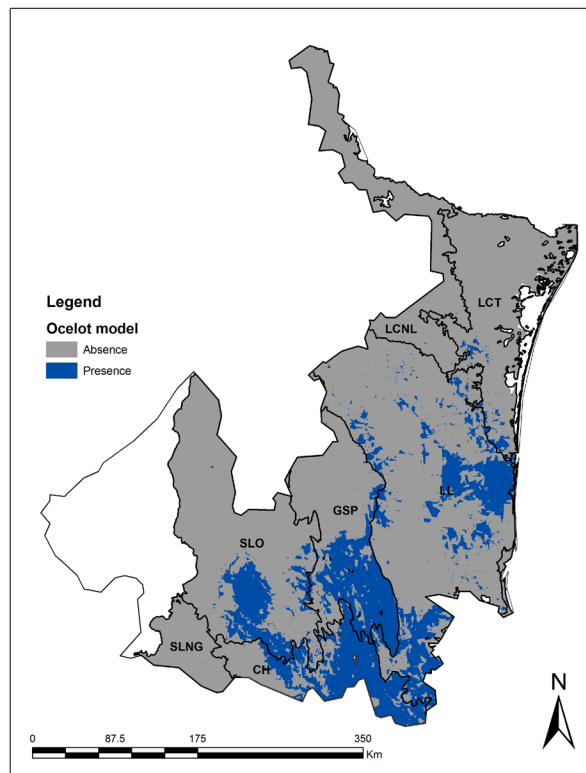 LCT
LCNL
Legend
Ocelot model
Absence
Presence
LL
GSP
SLO
SLNG
CH
N
0 87.5 175 350
Km